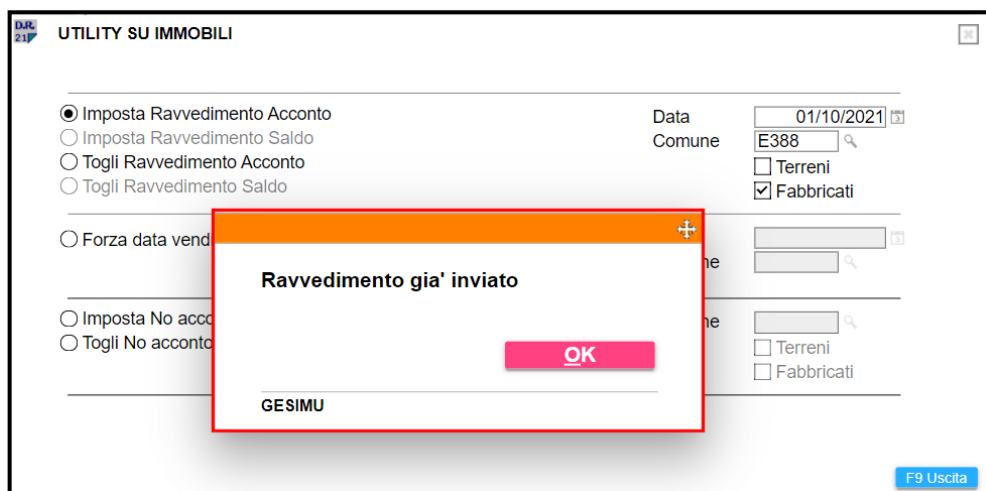 D.R.
21
UTILITY SU IMMOBILI
Imposta Ravvedimento Acconto
Data
01/10/2021
Imposta Ravvedimento Saldo
Comune
E388
Togli Ravvedimento Acconto
Terreni
Togli Ravvedimento Saldo
Fabbricati
Forza data vend
ne
Imposta No acco
ne
Togli No acconto
Terreni
Fabbricati
Ravvedimento gia' inviato
OK
GESIMU
F9 Uscita